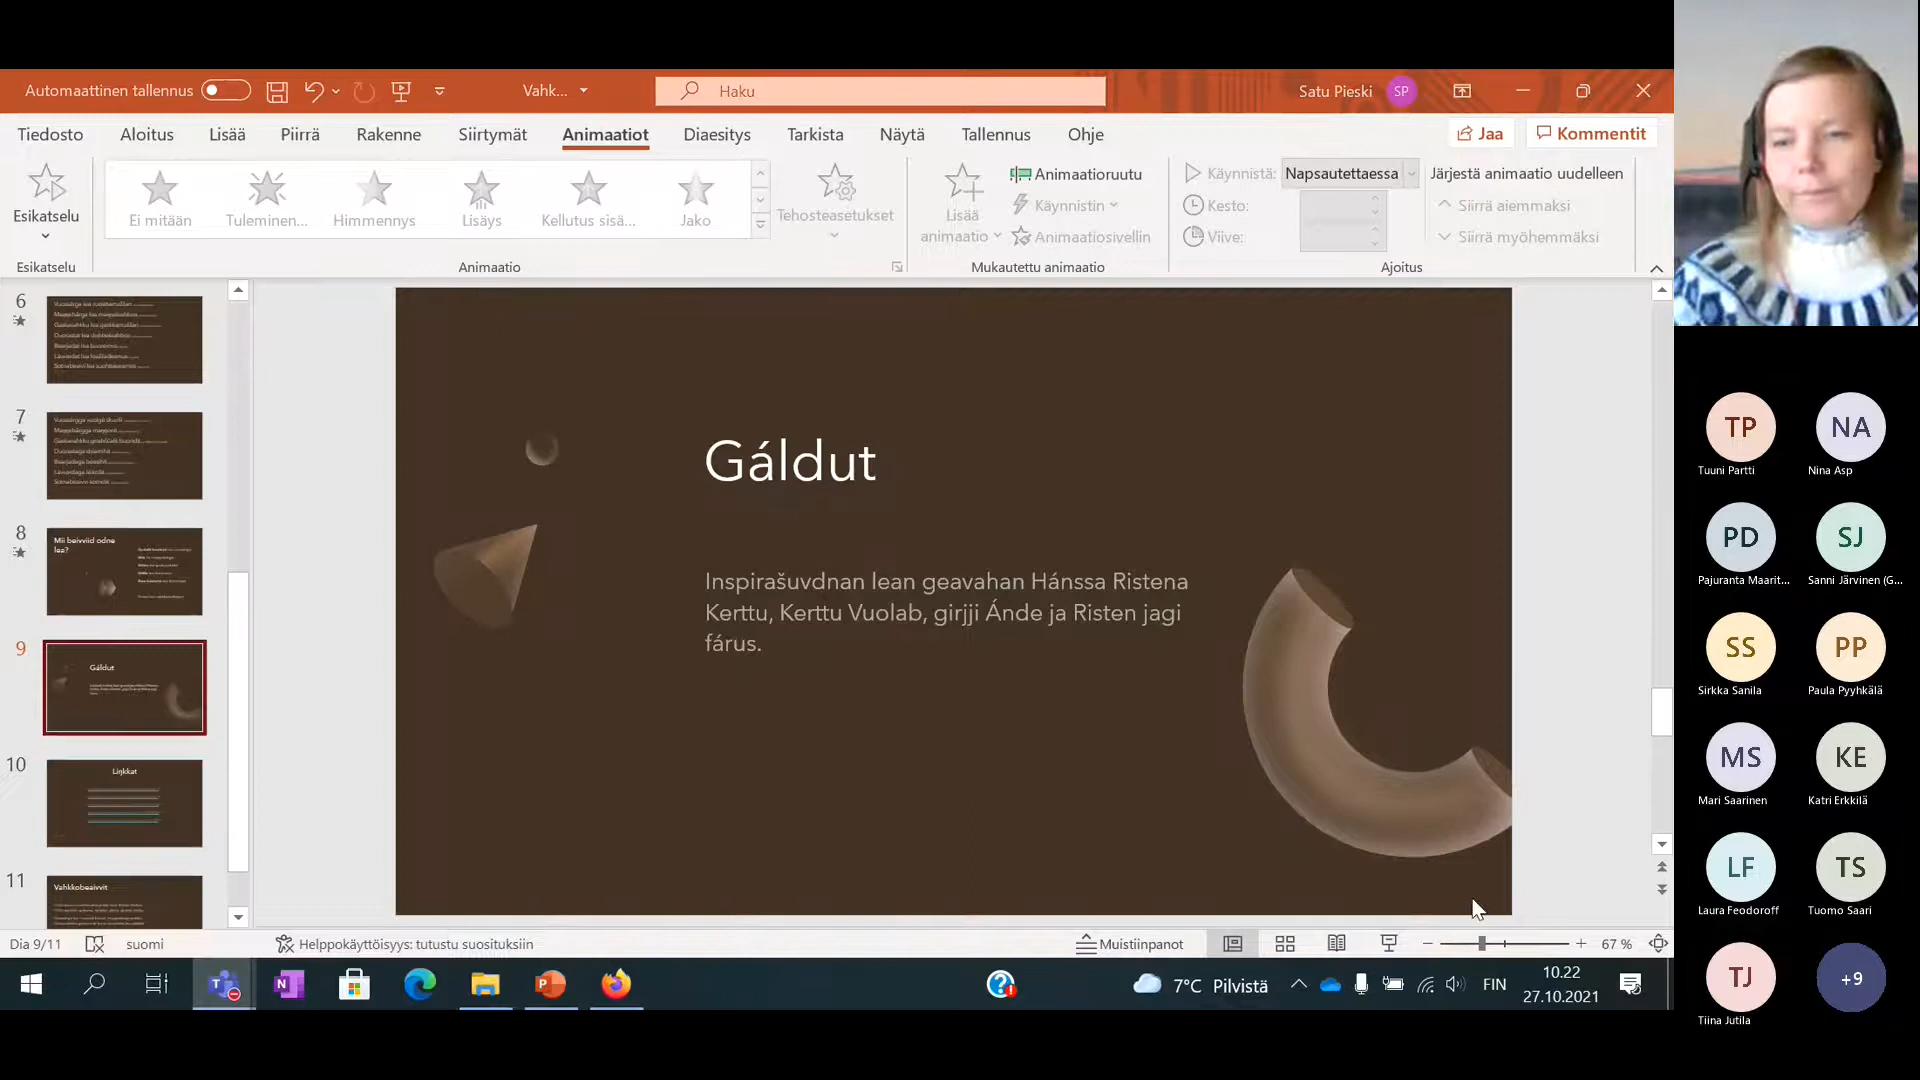 Automaattinen tallennus
Vahk...
Haku
Satu Pieski
SP
Tiedosto
Aloitus
Lisää
Piirrä
Rakenne
Siirtymät
Animaatiot
Diaesitys
Tarkista
Näytä
Tallennus
Ohje
Jaa
Kommentit
Esikatselu
Ei mitään
Tuleminen...
Himmennys
Lisäys
Kellutus sisä...
Jako
Tehosteasetukset
Lisää
animaatio
Animaatioruutu
Käynnistin
Animaatiosivellin
Käynnistä:
Napsautettaessa
Kesto:
Viive:
Järjestä animaatio uudelleen
Siirrä aiemmaksi
Siirrä myöhemmäksi
Esikatselu
Animaatio
Mukautettu animaatio
Ajoitus
6
7
8
Mii beivviid odne
lea?
9
Gáldut
10
Liŋkkat
11
Vahkkobeaivvit
Gáldut
Inspirašuvdnan lean geavahan Hánssa Ristena
Kerttu, Kerttu Vuolab, girjji Ánde ja Risten jagi
fárus.
Dia 9/11
suomi
Helppokäyttöisyys: tutustu suosituksiin
Muistiinpanot
67 %
7°C Pilvistä
FIN
10.22
27.10.2021
TP
Tuuni Partti
NA
Nina Asp
PD
Pajuranta Maarit...
SJ
Sanni Järvinen (G...
SS
Sirkka Sanila
PP
Paula Pyyhkälä
MS
Mari Saarinen
KE
Katri Erkkilä
LF
Laura Feodoroff
TS
Tuomo Saari
TJ
Tiina Jutila
+9